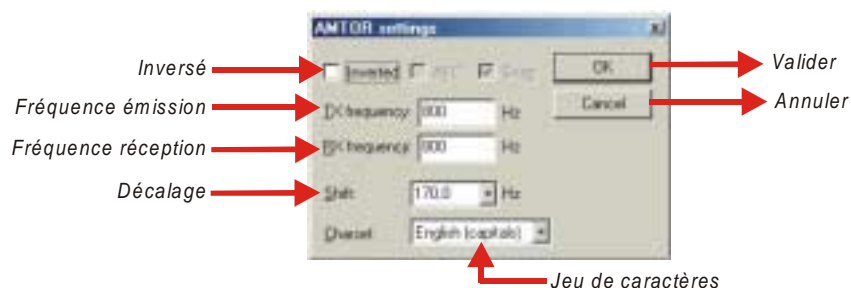 AMTOR settings
Inversé
Inverted
AFC
OK
Valider
Fréquence émission
TX frequency
800
Hz
Cancel
Annuler
Fréquence réception
RX frequency
800
Hz
Décalage
Shift
170.0
Hz
Charset
English (capitals)
Jeu de caractères